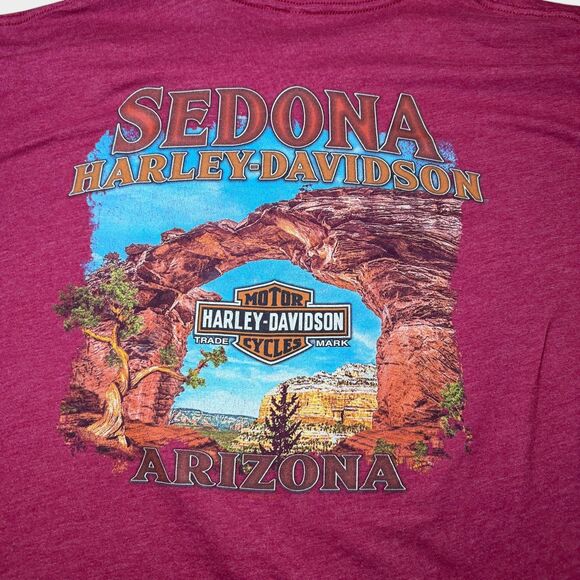 SEDONA
HARLEY-DAVIDSON
MOTOR
HARLEY-DAVIDSON
TRADE MARK
CYCLES
ARIZONA